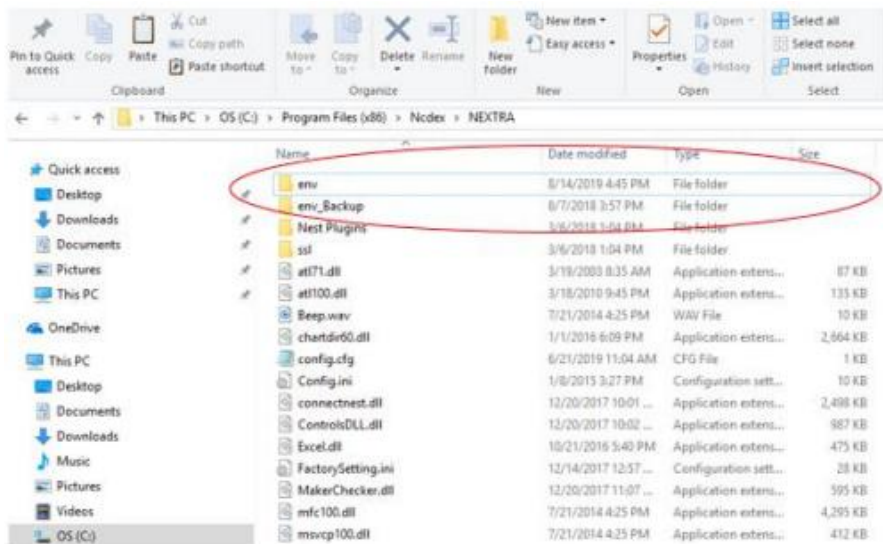 Cut
Copy path
Paste shortcut
Pin to Quick access
Copy
Paste
Clipboard
Move to
Copy to
Delete
Rename
Organize
New folder
New item
Easy access
New
Properties
Open
Edit
History
Open
Select all
Select none
Invert selection
Select
This PC > OS (C:) > Program Files (x86) > Ncdex > NEXTRA
Name Date modified Type Size
Quick access
Desktop
Downloads
Documents
Pictures
This PC
OneDrive
This PC
Desktop
Documents
Downloads
Music
Pictures
Videos
OS (C:)
env 8/14/2019 4:45 PM File folder
env_Backup 8/7/2018 3:57 PM File folder
Nest Plugins 3/6/2018 1:04 PM File folder
ssl 3/6/2018 1:04 PM File folder
atl71.dll 3/19/2003 8:35 AM Application extens... 87 KB
atl100.dll 3/18/2010 9:45 PM Application extens... 135 KB
Beep.wav 7/21/2014 4:25 PM WAV File 10 KB
chartdir60.dll 1/1/2016 6:09 PM Application extens... 2,664 KB
config.cfg 6/21/2019 11:04 AM CFG File 1 KB
Config.ini 1/8/2015 3:27 PM Configuration sett... 10 KB
connectnest.dll 12/20/2017 10:01 ... Application extens... 2,498 KB
ControlsDLL.dll 12/20/2017 10:02 ... Application extens... 987 KB
Excel.dll 10/21/2016 5:40 PM Application extens... 475 KB
FactorySetting.ini 12/14/2017 12:57 ... Configuration sett... 28 KB
MakerChecker.dll 12/20/2017 11:07 ... Application extens... 595 KB
mfc100.dll 7/21/2014 4:25 PM Application extens... 4,295 KB
msvcp100.dll 7/21/2014 4:25 PM Application extens... 412 KB